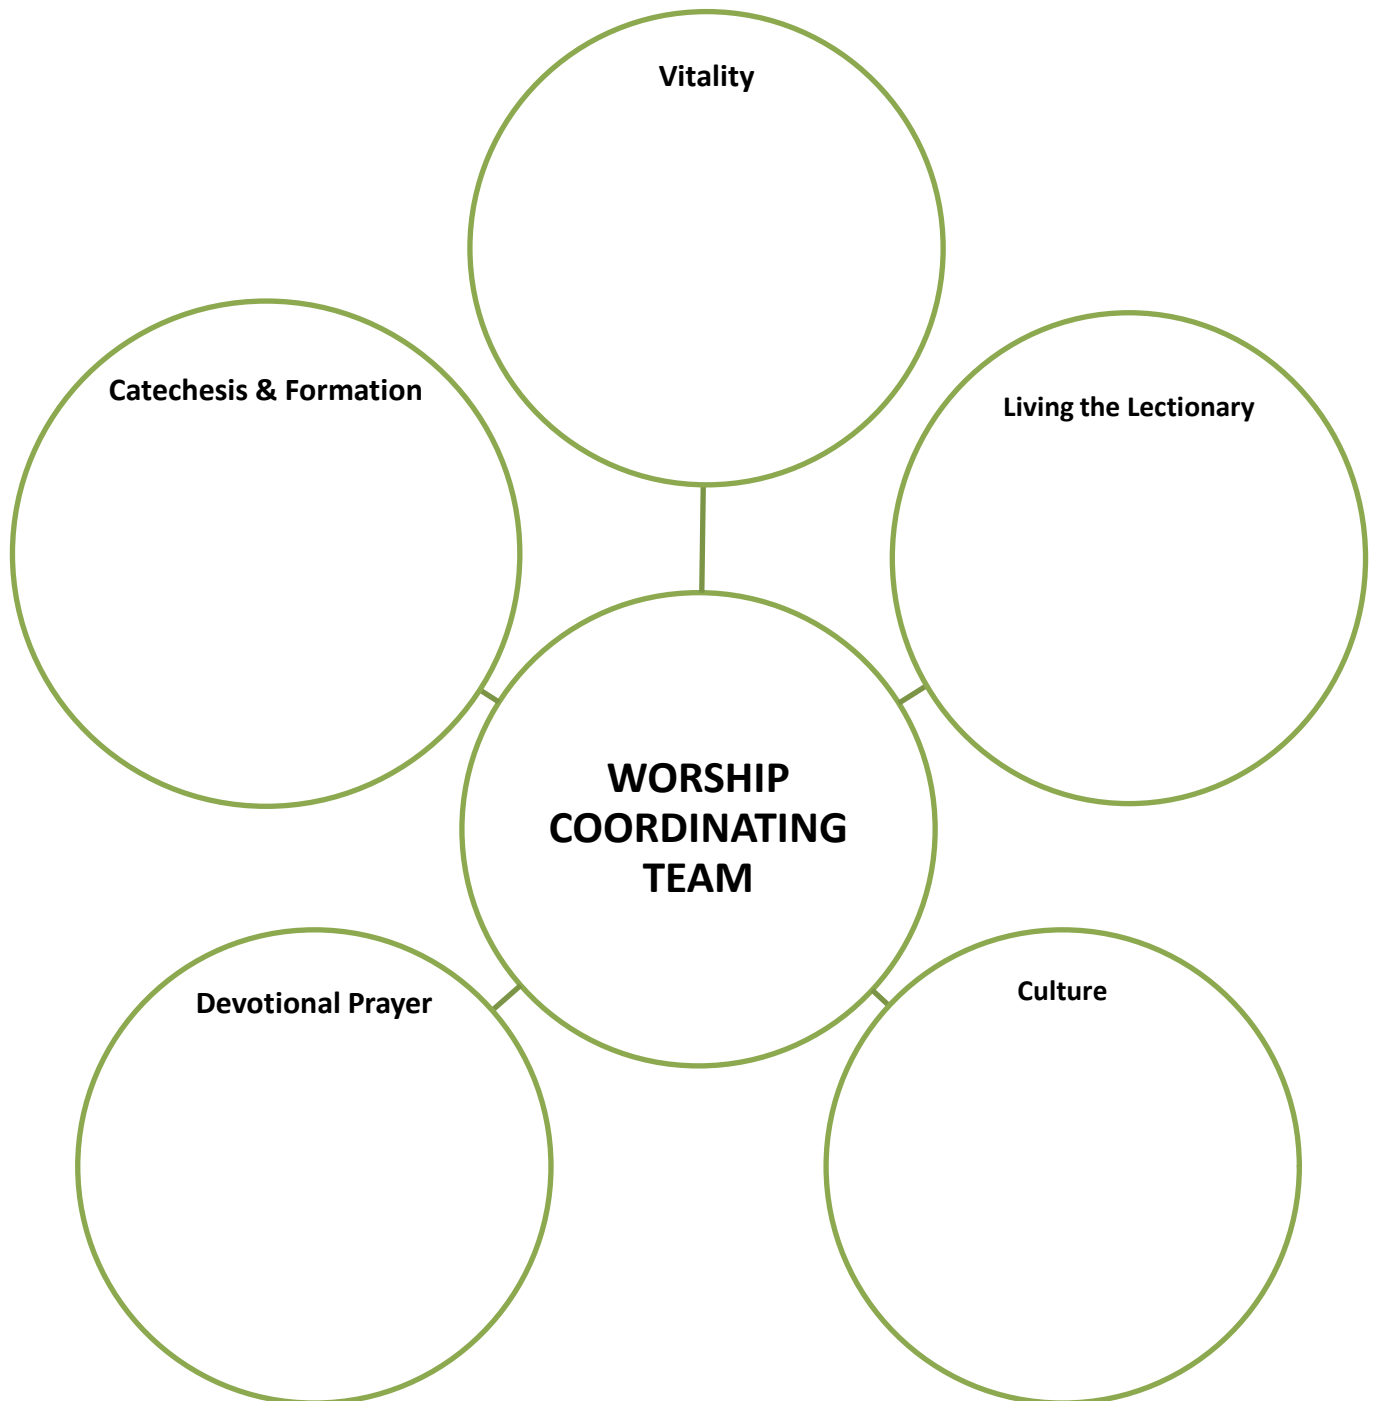 Vitality
Catechesis & Formation
Living the Lectionary
WORSHIP
COORDINATING
TEAM
Devotional Prayer
Culture